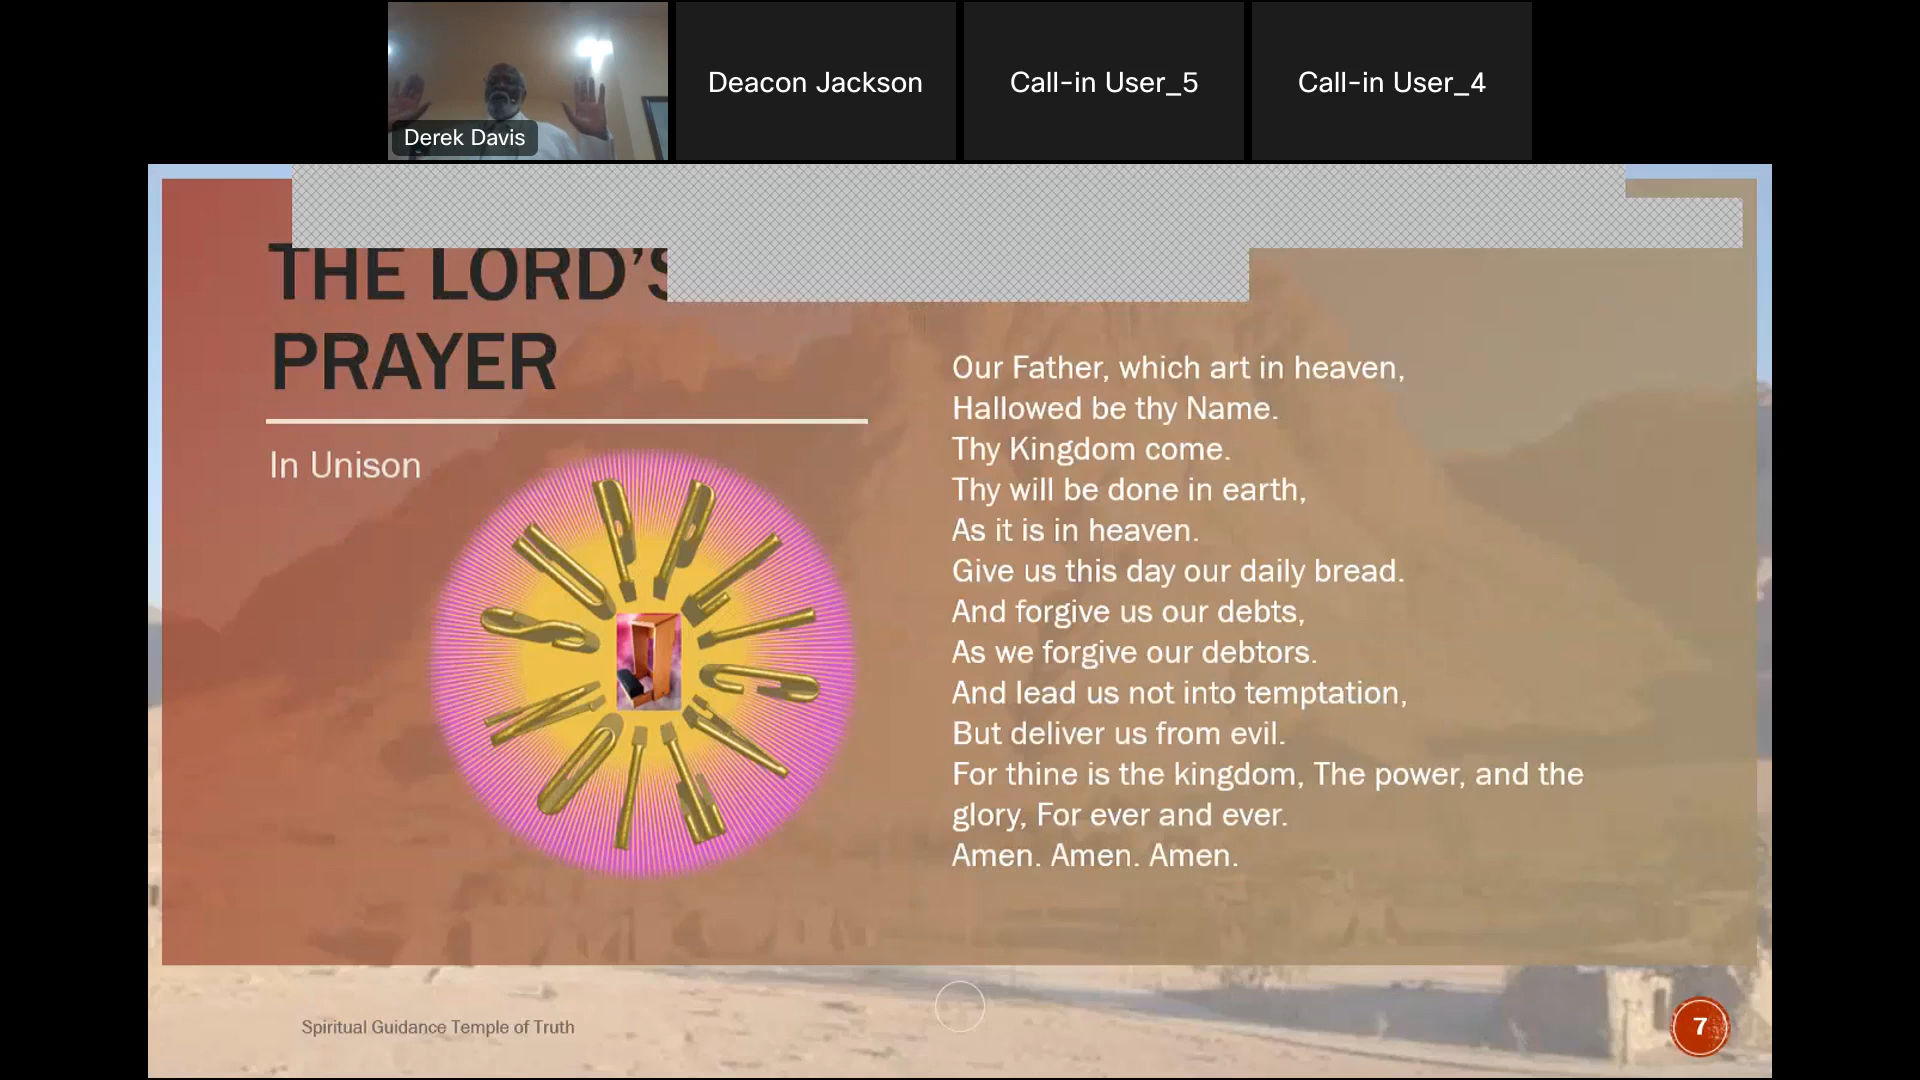 Derek Davis
Deacon Jackson
Call-in User_5
Call-in User_4
THE LORD'S
PRAYER
In Unison
Our Father, which art in heaven,
Hallowed be thy Name.
Thy Kingdom come.
Thy will be done in earth,
As it is in heaven.
Give us this day our daily bread.
And forgive us our debts,
As we forgive our debtors.
And lead us not into temptation,
But deliver us from evil.
For thine is the kingdom, The power, and the
glory, For ever and ever.
Amen. Amen. Amen.
Spiritual Guidance Temple of Truth
7